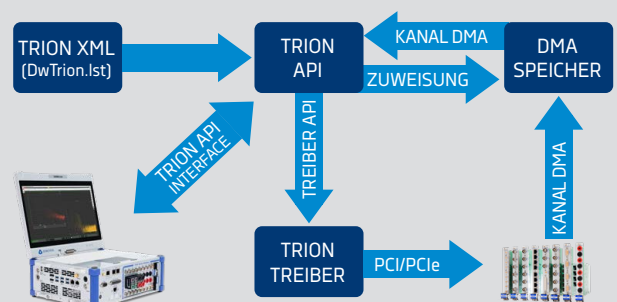 TRION XML
(DwTrion.lst)
TRION
API
KANAL DMA
ZUWEISUNG
DMA
SPEICHER
TRION API
INTERFACE
TREIBER API
KANAL DMA
TRION
TREIBER
PCI/PCIe